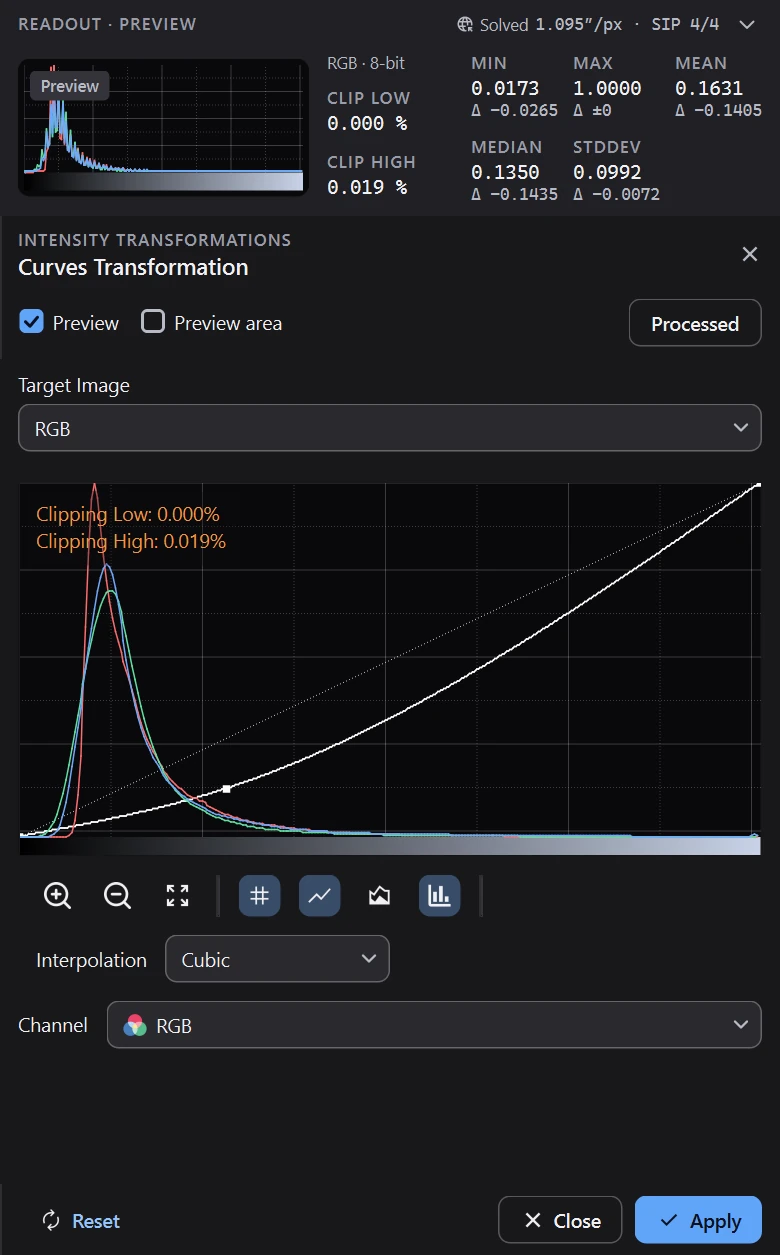 READOUT · PREVIEW
Solved 1.095″/px · SIP 4/4
Preview
RGB · 8-bit
CLIP LOW
0.000 %
CLIP HIGH
0.019 %
MIN MAX MEAN
0.0173 1.0000 0.1631
Δ −0.0265 Δ ±0 Δ −0.1405
MEDIAN STDDEV
0.1350 0.0992
Δ −0.1435 Δ −0.0072
INTENSITY TRANSFORMATIONS
Curves Transformation
Preview Preview area Processed
Target Image
RGB
Clipping Low: 0.000%
Clipping High: 0.019%
Interpolation Cubic
Channel RGB
Reset Close Apply